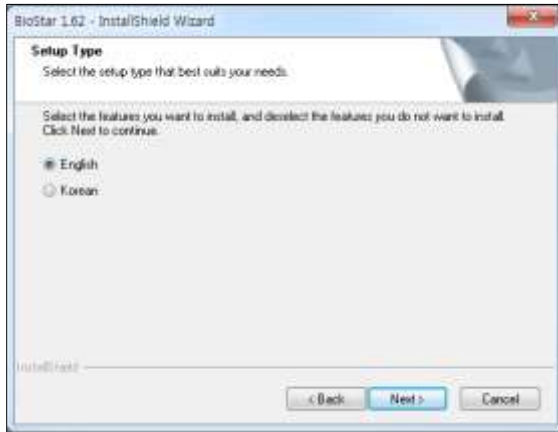 BioStar 1.62 - InstallShield Wizard
Setup Type
Select the setup type that best suits your needs.
Select the features you want to install, and deselect the features you do not want to install.
Click Next to continue.
English
Korean
InstallShield
< Back Next > Cancel